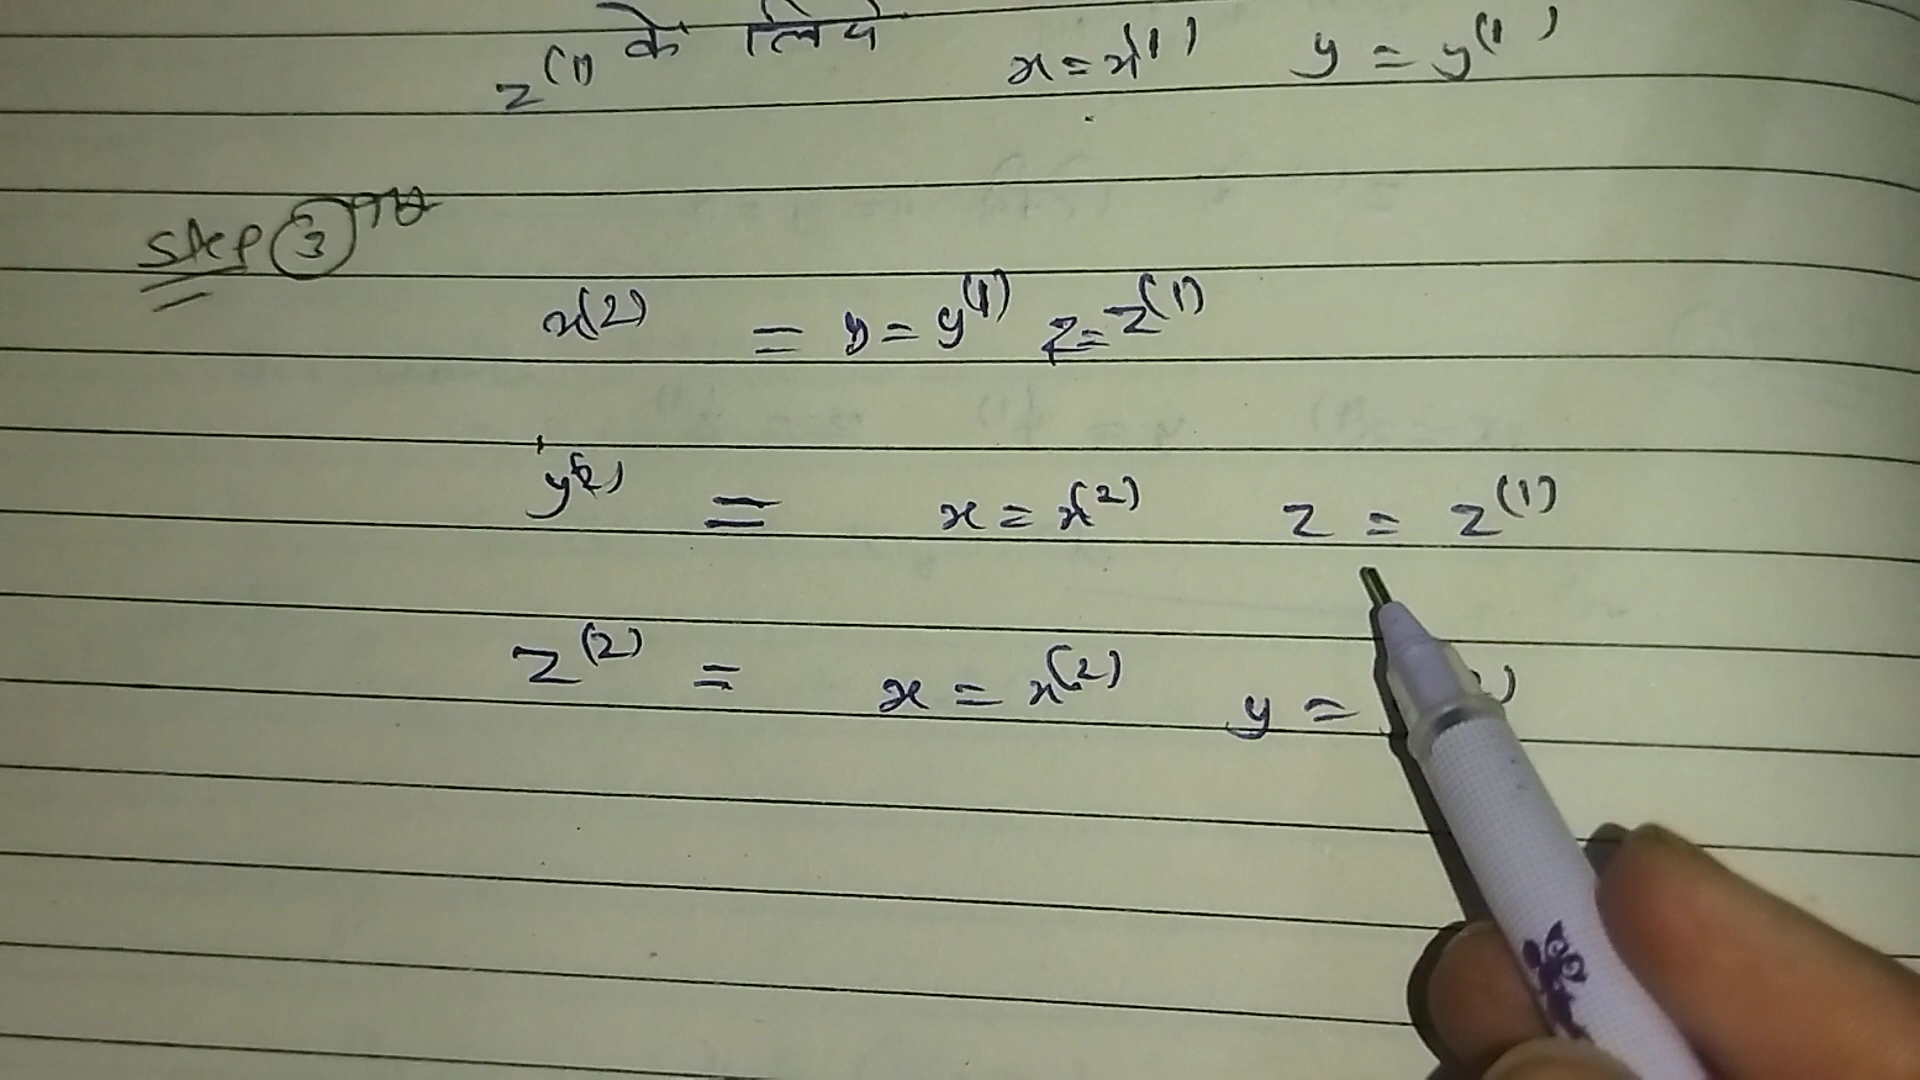 z^(1) के लिये x = x^(1) y = y^(1)
Step 3
x^(2) = y = y^(1) z = z^(1)
y^(2) = x = x^(2) z = z^(1)
z^(2) = x = x^(2) y =